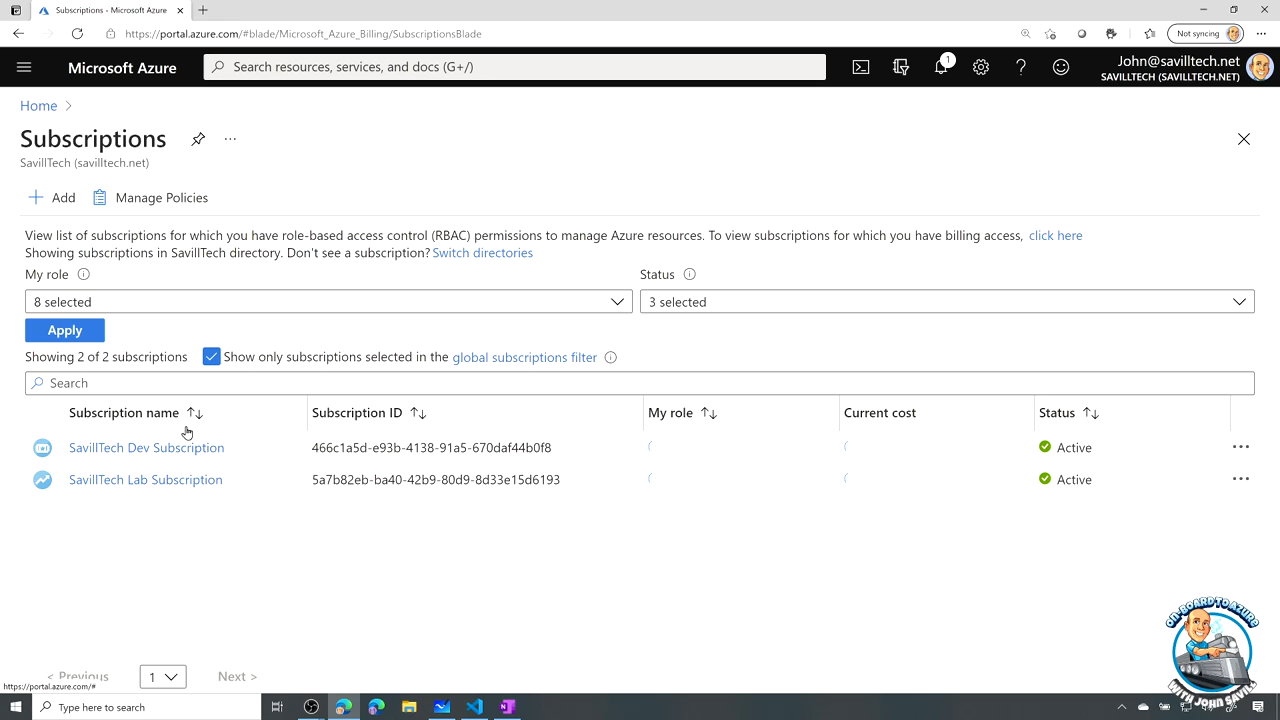 Subscriptions - Microsoft Azure
https://portal.azure.com/#blade/Microsoft_Azure_Billing/SubscriptionsBlade
Not syncing
Microsoft Azure
Search resources, services, and docs (G+/)
1
John@savilltech.net
SAVILLTECH (SAVILLTECH.NET)
Home
Subscriptions
SavillTech (savilltech.net)
Add
Manage Policies
View list of subscriptions for which you have role-based access control (RBAC) permissions to manage Azure resources. To view subscriptions for which you have billing access, click here
Showing subscriptions in SavillTech directory. Don't see a subscription? Switch directories
My role
Status
8 selected
3 selected
Apply
Showing 2 of 2 subscriptions
Show only subscriptions selected in the global subscriptions filter
Search
Subscription name
Subscription ID
My role
Current cost
Status
SavillTech Dev Subscription
466c1a5d-e93b-4138-91a5-670daf44b0f8
Active
SavillTech Lab Subscription
5a7b82eb-ba40-42b9-80d9-8d33e15d6193
Active
ON-BOARD TO AZURE
WITH JOHN SAVILL
< Previous
1
Next >
https://portal.azure.com/#
Type here to search